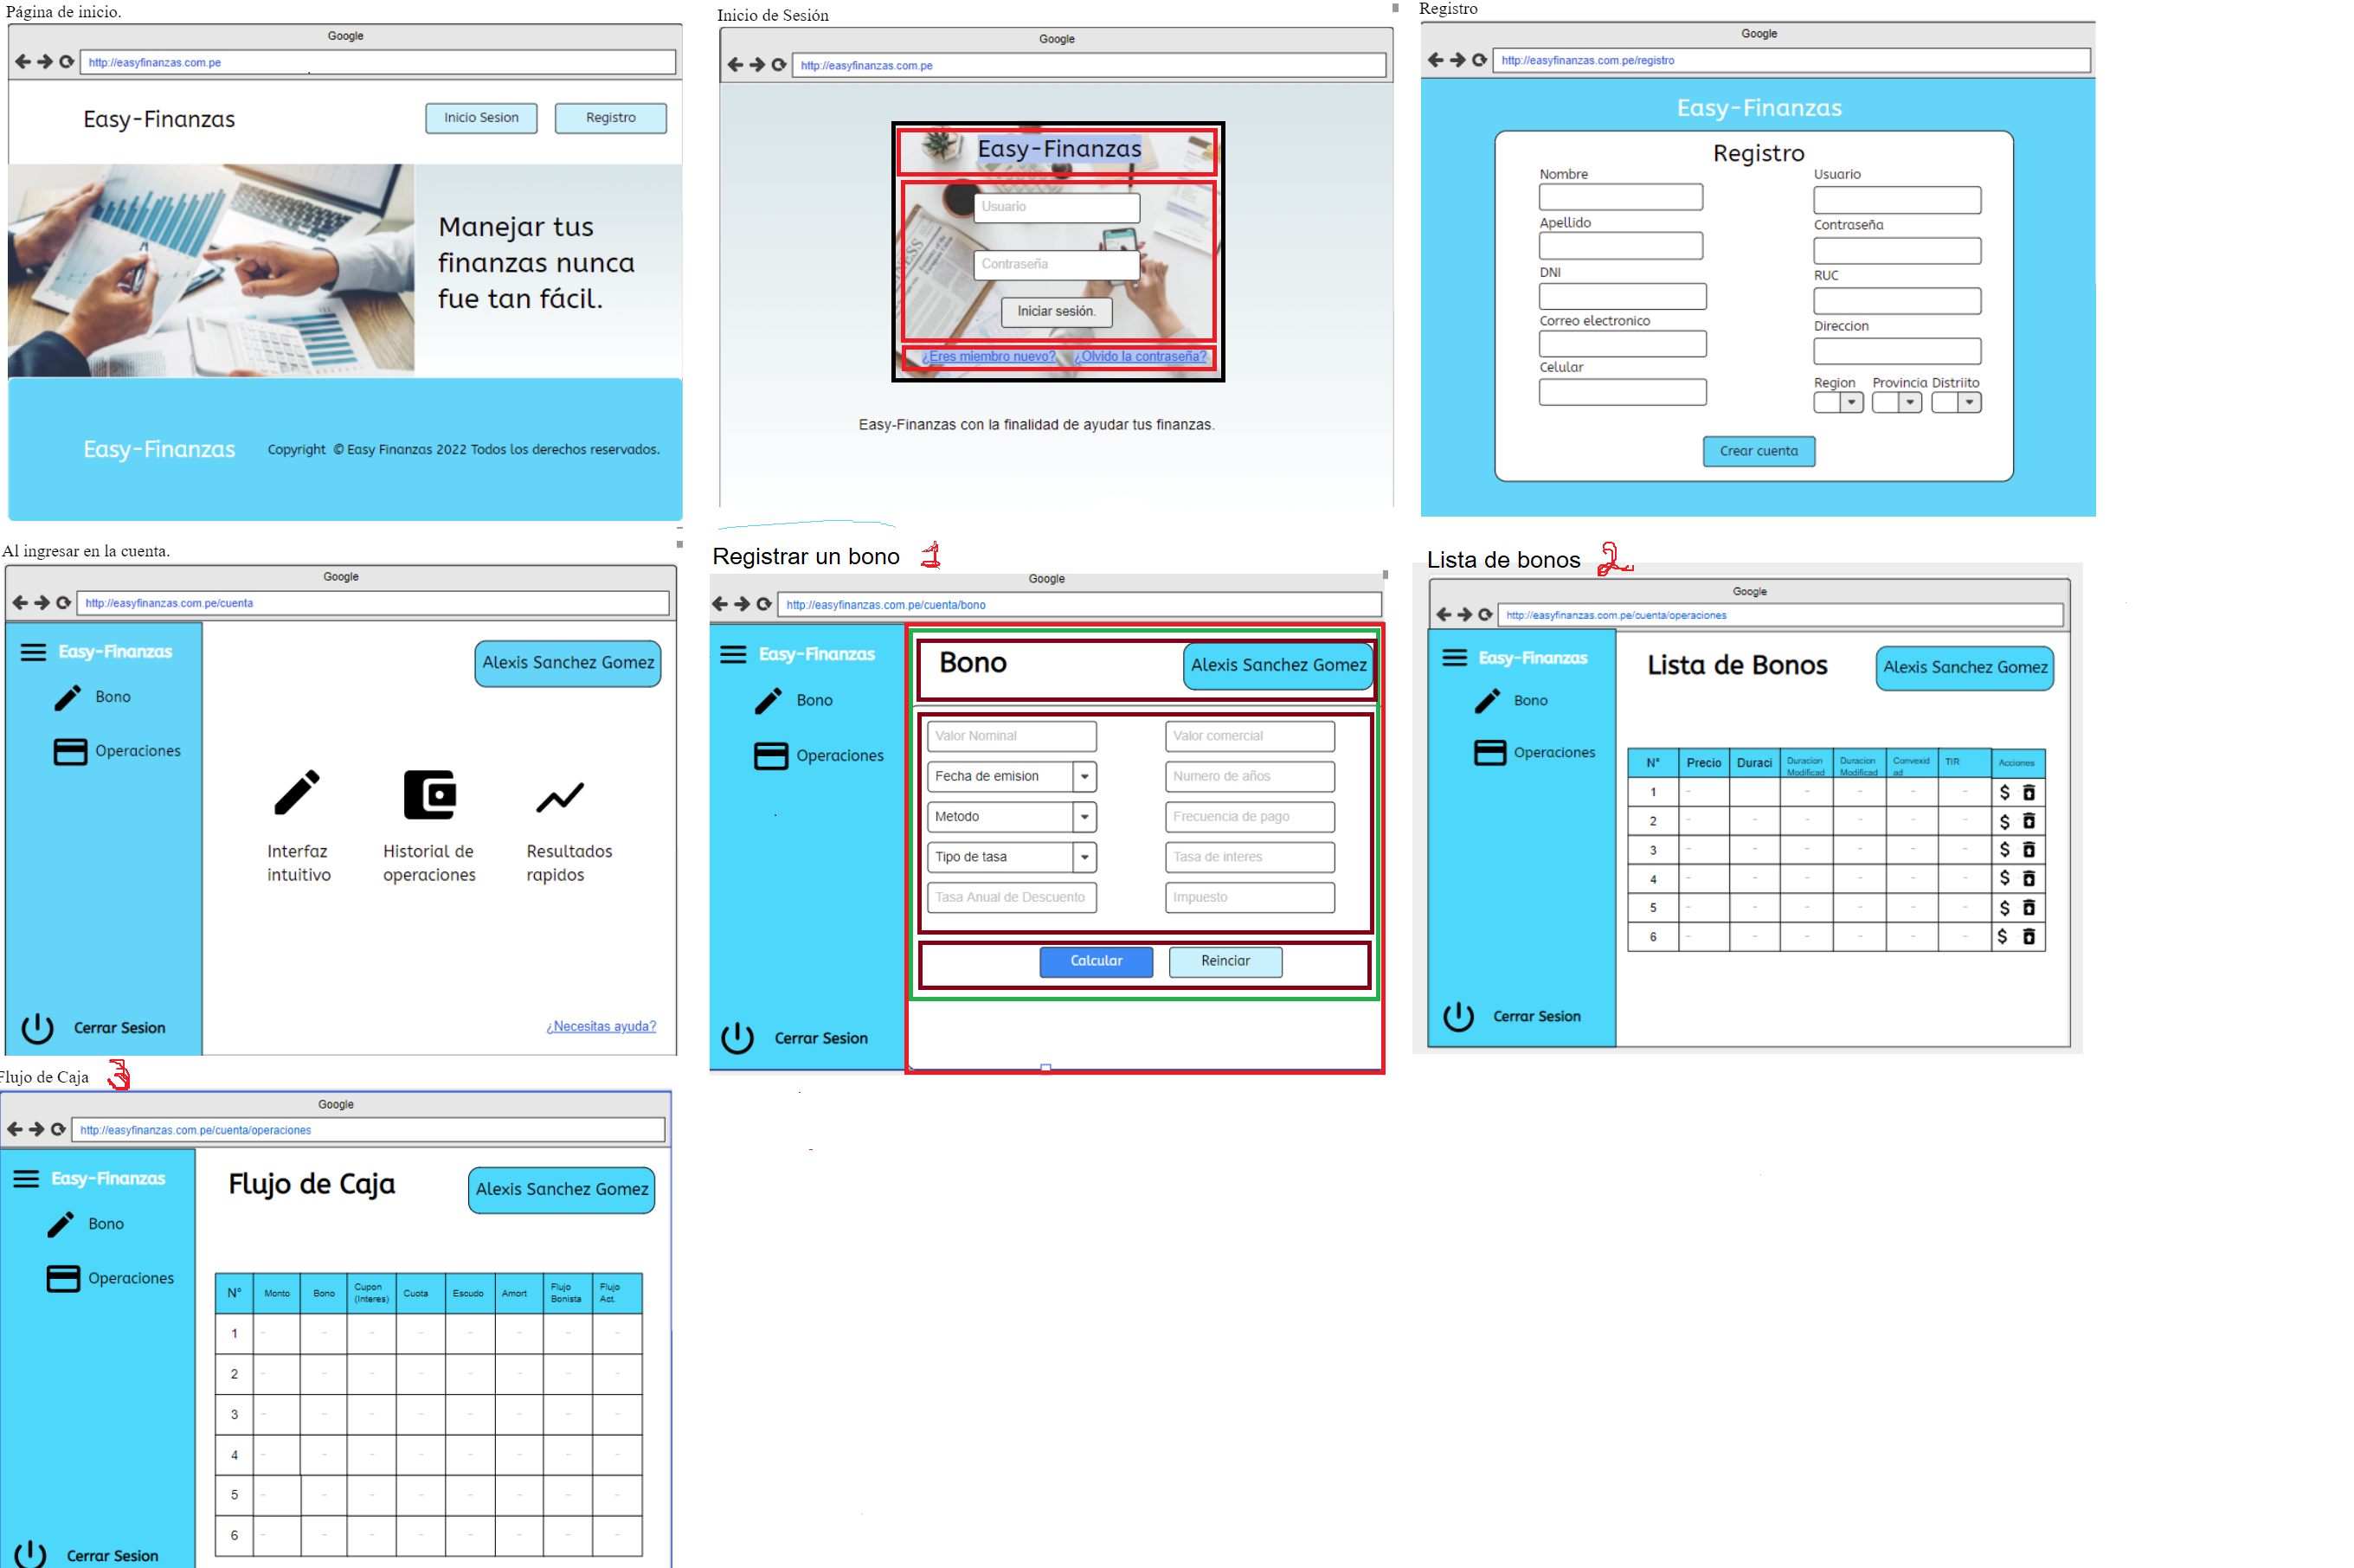 Página de inicio.
Google
http://easyfinanzas.com.pe
Easy-Finanzas
Inicio Sesion
Registro
Manejar tus
finanzas nunca
fue tan fácil.
Easy-Finanzas
Copyright © Easy Finanzas 2022 Todos los derechos reservados.
Inicio de Sesión
Google
http://easyfinanzas.com.pe
Easy-Finanzas
Usuario
Contraseña
Iniciar sesión.
¿Eres miembro nuevo? ¿Olvido la contraseña?
Easy-Finanzas con la finalidad de ayudar tus finanzas.
Registro
Google
http://easyfinanzas.com.pe/registro
Easy-Finanzas
Registro
Nombre
Usuario
Apellido
Contraseña
DNI
RUC
Correo electronico
Direccion
Celular
Region Provincia Distriito
Crear cuenta
Al ingresar en la cuenta.
Google
http://easyfinanzas.com.pe/cuenta
Easy-Finanzas
Alexis Sanchez Gomez
Bono
Operaciones
Interfaz
intuitivo
Historial de
operaciones
Resultados
rapidos
Cerrar Sesion
¿Necesitas ayuda?
Registrar un bono 1
Google
http://easyfinanzas.com.pe/cuenta/bono
Easy-Finanzas
Bono
Operaciones
Cerrar Sesion
Bono
Alexis Sanchez Gomez
Valor Nominal
Valor comercial
Fecha de emision
Numero de años
Metodo
Frecuencia de pago
Tipo de tasa
Tasa de interes
Tasa Anual de Descuento
Impuesto
Calcular
Reinciar
Lista de bonos 2
Google
http://easyfinanzas.com.pe/cuenta/operaciones
Easy-Finanzas
Bono
Operaciones
Cerrar Sesion
Lista de Bonos
Alexis Sanchez Gomez
N° Precio Duraci Duracion Modificad Duracion Modificad Convexid ad TIR Acciones
1 - - - - - $
2 - - - - - - $
3 - - - - - - $
4 - - - - - - $
5 - - - - - - $
6 - - - - - - $
Flujo de Caja 3
Google
http://easyfinanzas.com.pe/cuenta/operaciones
Easy-Finanzas
Bono
Operaciones
Cerrar Sesion
Flujo de Caja
Alexis Sanchez Gomez
N° Monto Bono Cupon (Interes) Cuota Escudo Amort Flujo Bonista Flujo Act.
1 - - - - - - - -
2 - - - - - - - -
3 - - - - - - - -
4 - - - - - - - -
5 - - - - - - - -
6 - - - - - - - -